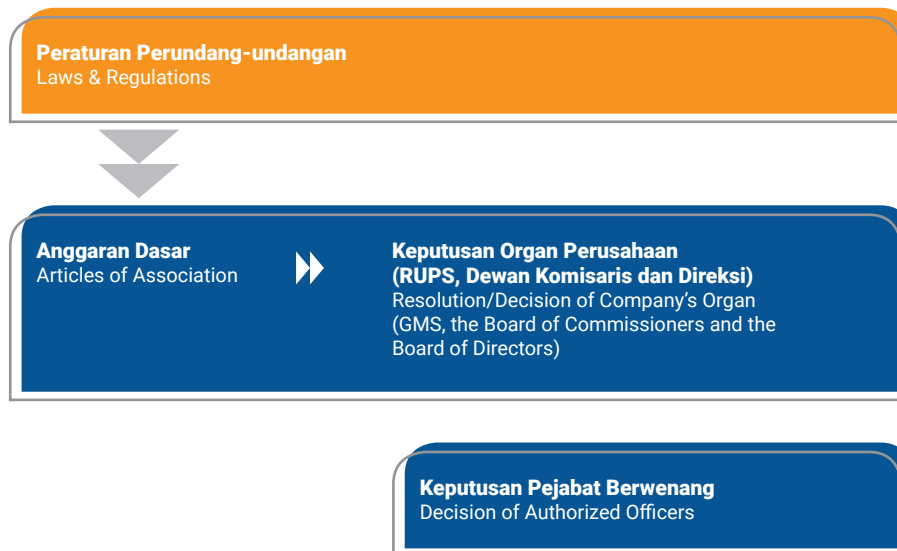 Peraturan Perundang-undangan
Laws & Regulations
Anggaran Dasar
Articles of Association
Keputusan Organ Perusahaan
(RUPS, Dewan Komisaris dan Direksi)
Resolution/Decision of Company's Organ
(GMS, the Board of Commissioners and the
Board of Directors)
Keputusan Pejabat Berwenang
Decision of Authorized Officers